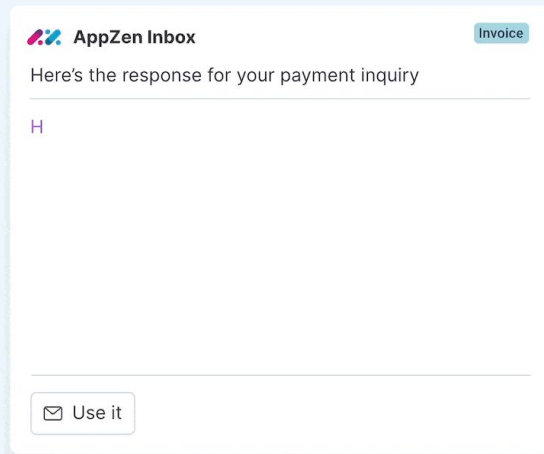 AppZen Inbox
Invoice
Here’s the response for your payment inquiry
H
Use it